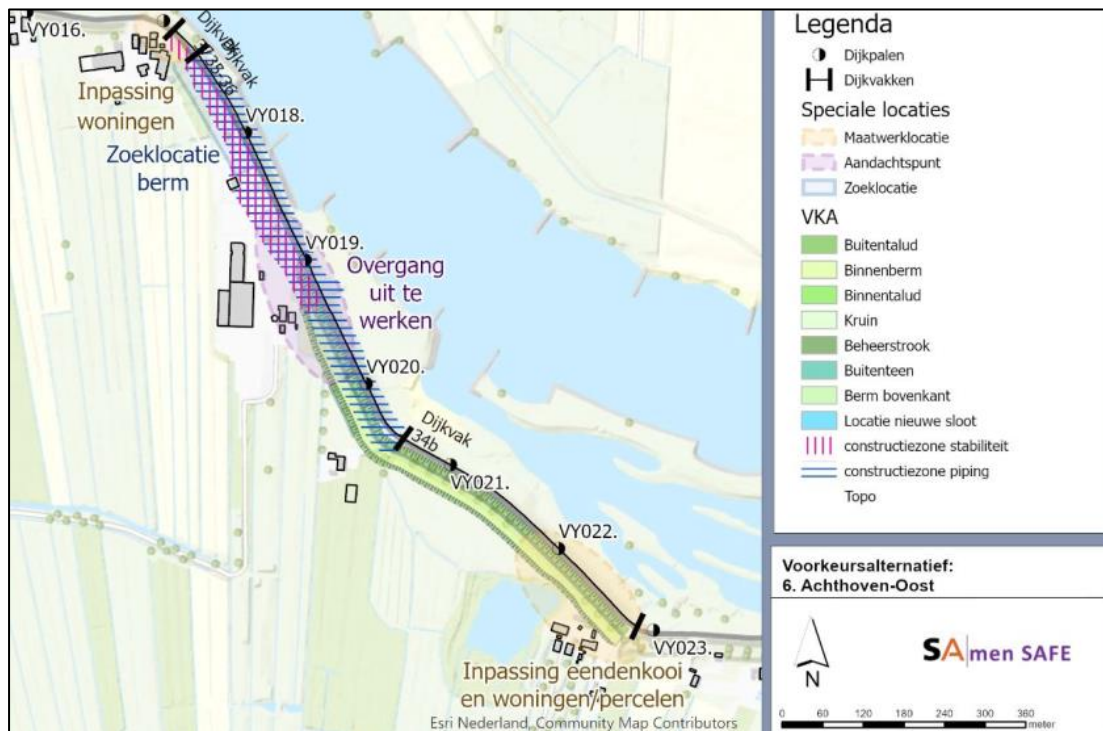 VY016.
Dijkvak
Dijkvak
35-36
Inpassing
woningen
Zoeklocatie
berm
VY018.
VY019.
Overgang
uit te
werken
VY020.
Dijkvak
34b
VY021.
VY022.
VY023.
Inpassing eendenkooi
en woningen/percelen
Esri Nederland, Community Map Contributors
Legenda
Dijkpalen
Dijkvakken
Speciale locaties
Maatwerklocatie
Aandachtspunt
Zoeklocatie
VKA
Buitentalud
Binnenberm
Binnentalud
Kruin
Beheerstrook
Buitenteen
Berm bovenkant
Locatie nieuwe sloot
constructiezone stabiliteit
constructiezone piping
Topo
Voorkeursalternatief:
6. Achthoven-Oost
N
SAmen SAFE
0 60 120 180 240 300 360
meter